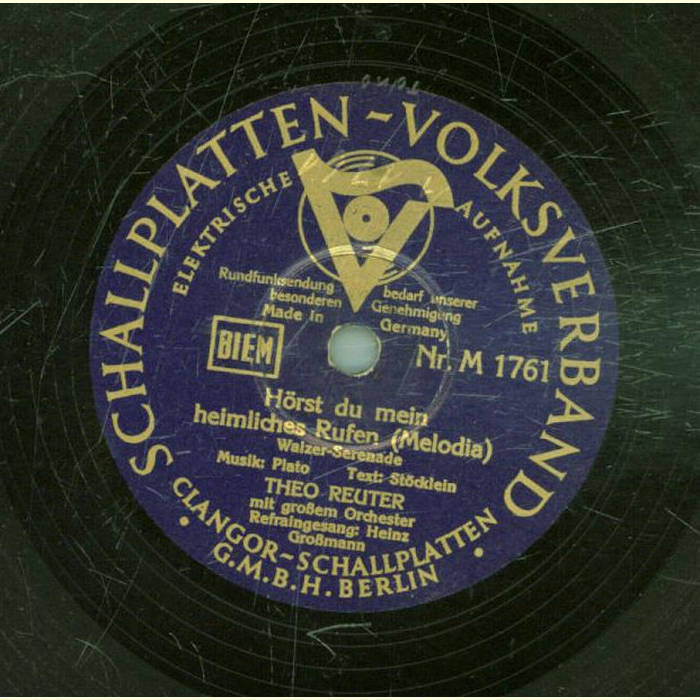 SCHALLPLATTEN-VOLKSVERBAND
ELEKTRISCHE AUFNAHME
Rundfunksendung bedarf unserer
besonderen Genehmigung
Made in Germany
BIEM
Nr. M 1761
Hörst du mein
heimliches Rufen (Melodia)
Walzer-Serenade
Musik: Plato Text: Stöcklein
THEO REUTER
mit großem Orchester
Refraingesang: Heinz
Großmann
CLANGOR-SCHALLPLATTEN
G.M.B.H. BERLIN